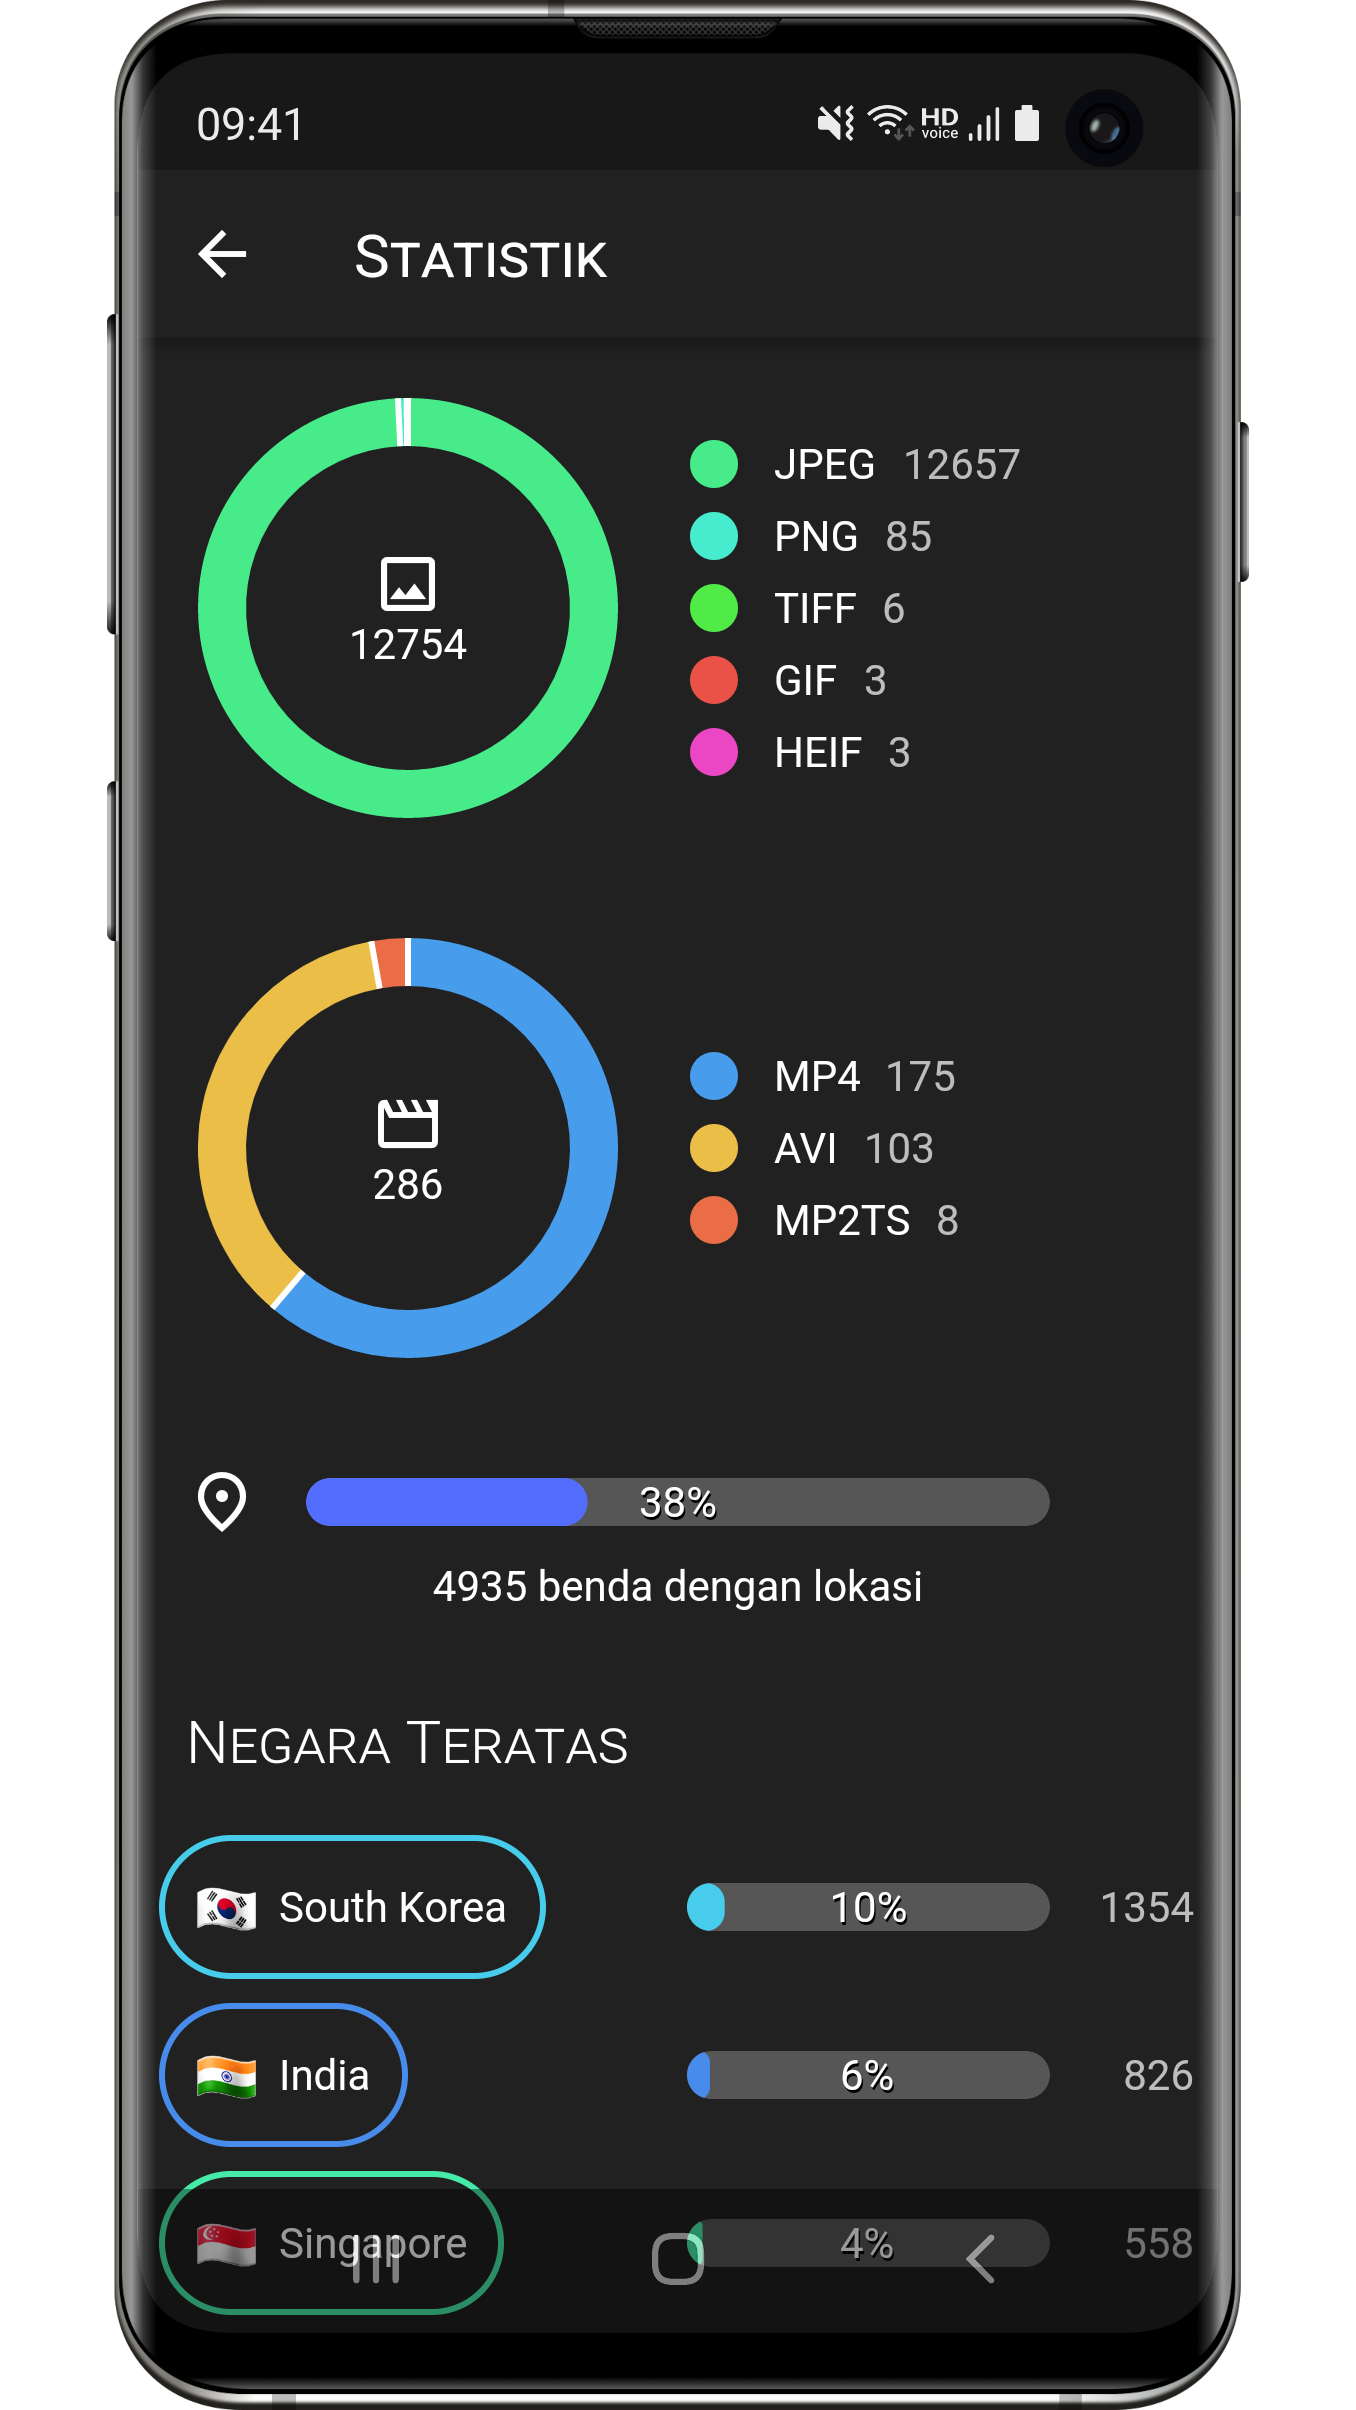 09:41
HD
voice
STATISTIK
12754
JPEG 12657
PNG 85
TIFF 6
GIF 3
HEIF 3
286
MP4 175
AVI 103
MP2TS 8
38%
4935 benda dengan lokasi
NEGARA TERATAS
South Korea 10% 1354
India 6% 826
Singapore 4% 558